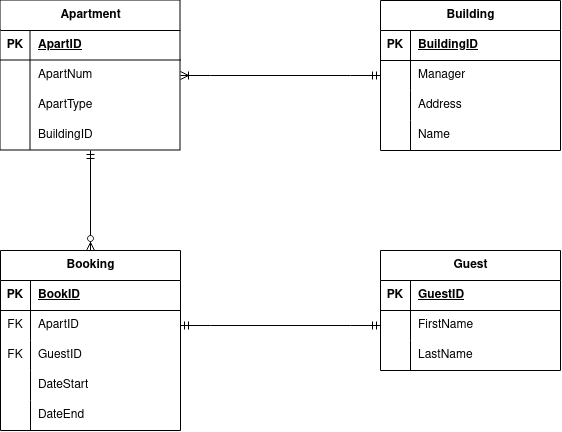 Apartment
PK ApartID
ApartNum
ApartType
BuildingID
Building
PK BuildingID
Manager
Address
Name
Booking
PK BookID
FK ApartID
FK GuestID
DateStart
DateEnd
Guest
PK GuestID
FirstName
LastName